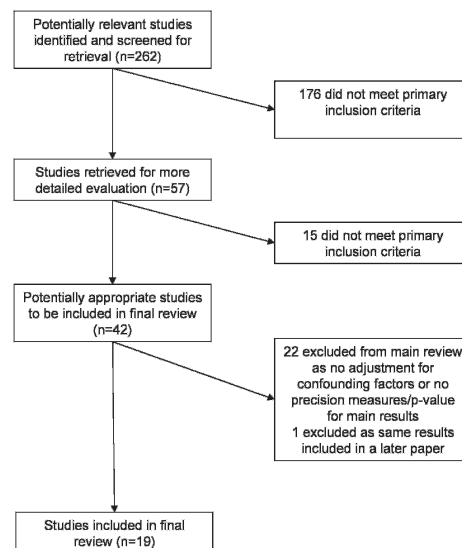 Potentially relevant studies
identified and screened for
retrieval (n=262)
176 did not meet primary
inclusion criteria
Studies retrieved for more
detailed evaluation (n=57)
15 did not meet primary
inclusion criteria
Potentially appropriate studies
to be included in final review
(n=42)
22 excluded from main review
as no adjustment for
confounding factors or no
precision measures/p-value
for main results
1 excluded as same results
included in a later paper
Studies included in final
review (n=19)